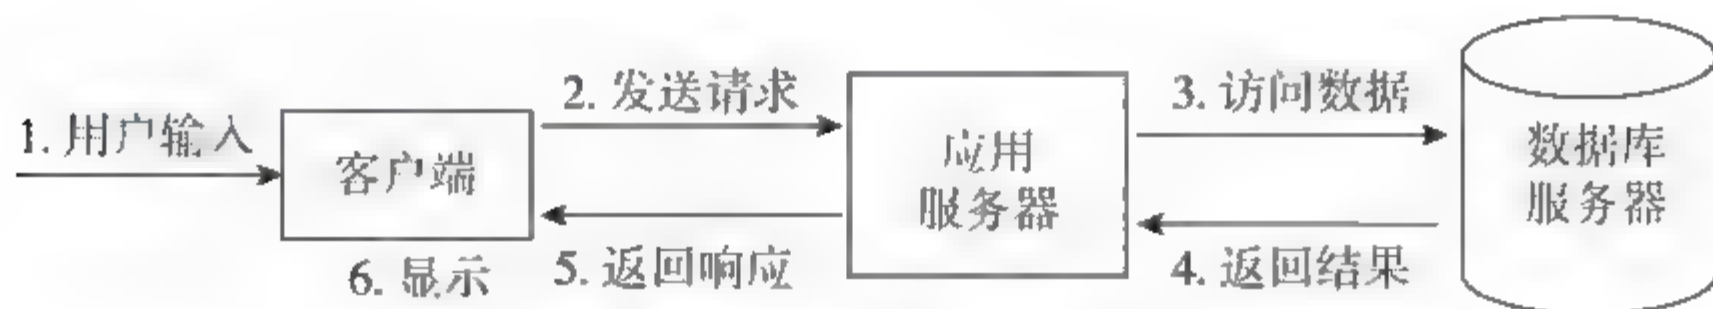 1. 用户输入
客户端
2. 发送请求
应用
服务器
3. 访问数据
数据库
服务器
4. 返回结果
5. 返回响应
6. 显示